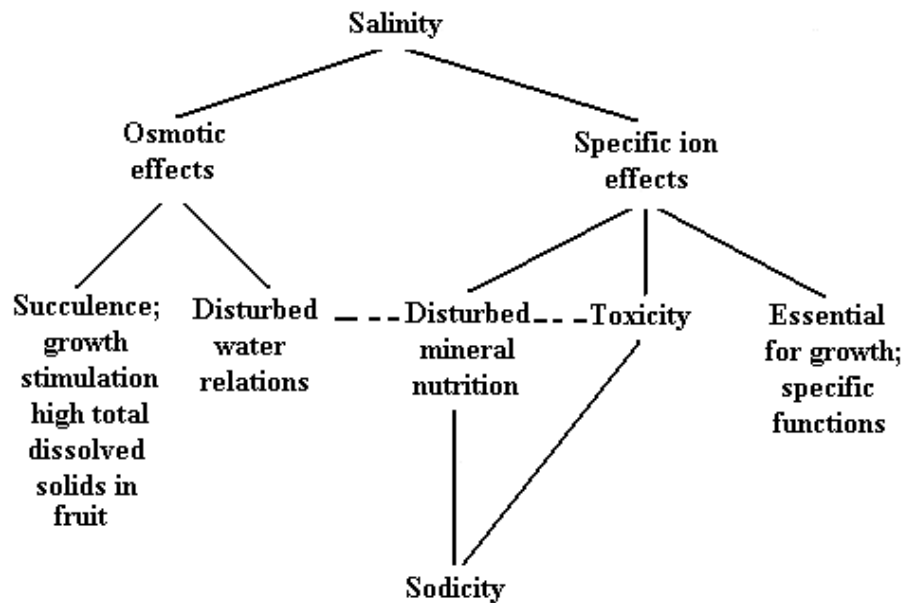 Salinity
Osmotic
effects
Specific ion
effects
Succulence;
growth
stimulation
high total
dissolved
solids in
fruit
Disturbed
water
relations
Disturbed
mineral
nutrition
Toxicity
Essential
for growth;
specific
functions
Sodicity